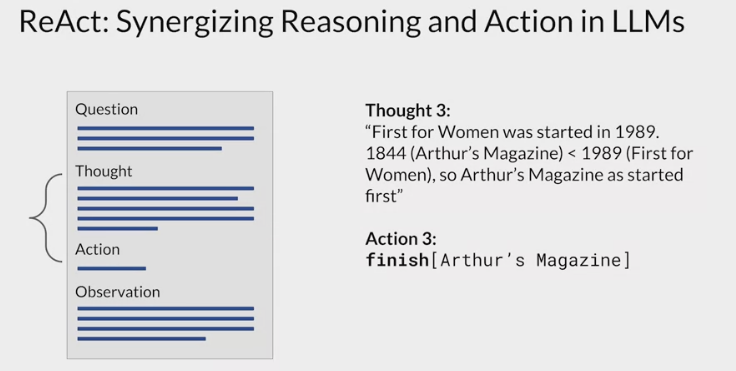 ReAct: Synergizing Reasoning and Action in LLMs
Question
Thought
Action
Observation
Thought 3:
“First for Women was started in 1989.
1844 (Arthur’s Magazine) < 1989 (First for
Women), so Arthur’s Magazine as started
first”
Action 3:
finish[Arthur’s Magazine]